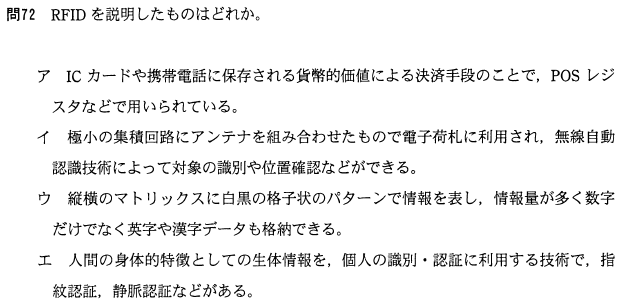 問72 RFID を説明したものはどれか。
ア IC カードや携帯電話に保存される貨幣的価値による決済手段のことで，POS レジ
スタなどで用いられている。
イ 極小の集積回路にアンテナを組み合わせたもので電子荷札に利用され，無線自動
認識技術によって対象の識別や位置確認などができる。
ウ 縦横のマトリックスに白黒の格子状のパターンで情報を表し，情報量が多く数字
だけでなく英字や漢字データも格納できる。
エ 人間の身体的特徴としての生体情報を，個人の識別・認証に利用する技術で，指
紋認証，静脈認証などがある。